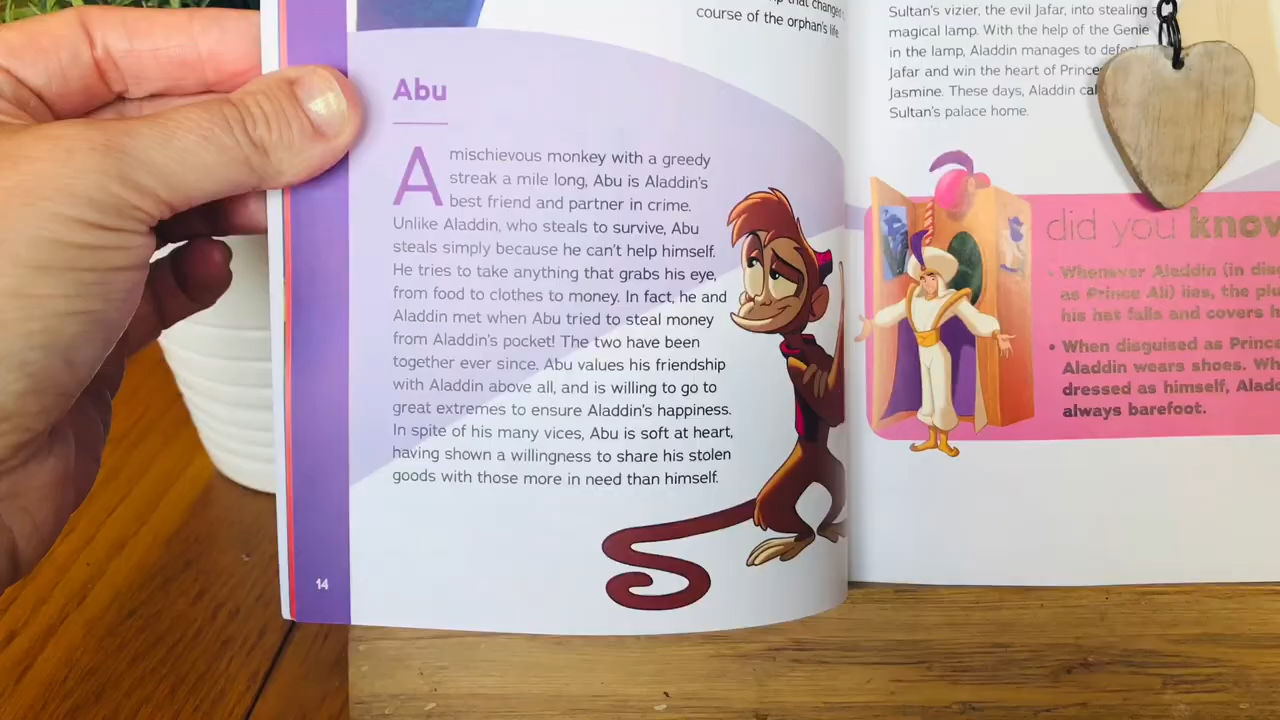 that changed
course of the orphan's life.
Abu
A mischievous monkey with a greedy
streak a mile long, Abu is Aladdin's
best friend and partner in crime.
Unlike Aladdin, who steals to survive, Abu
steals simply because he can't help himself.
He tries to take anything that grabs his eye,
from food to clothes to money. In fact, he and
Aladdin met when Abu tried to steal money
from Aladdin's pocket! The two have been
together ever since. Abu values his friendship
with Aladdin above all, and is willing to go to
great extremes to ensure Aladdin's happiness.
In spite of his many vices, Abu is soft at heart,
having shown a willingness to share his stolen
goods with those more in need than himself.
14
Sultan's vizier, the evil Jafar, into stealing
magical lamp. With the help of the Genie
in the lamp, Aladdin manages to
Jafar and win the heart of
Jasmine. These days, Aladdin
Sultan's palace home.
did you know
• Whenever Aladdin (in
as Prince Ali) lies, the
his hat falls and covers
• When disguised as
Aladdin wears shoes.
dressed as himself,
always barefoot.